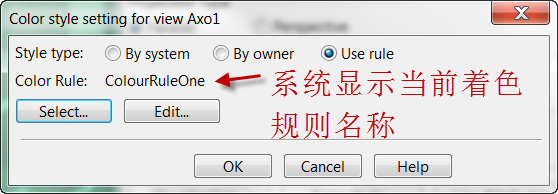 Color style setting for view Axo1
Style type: By system By owner Use rule
Color Rule: ColourRuleOne
系统显示当前着色
规则名称
Select... Edit...
OK Cancel Help